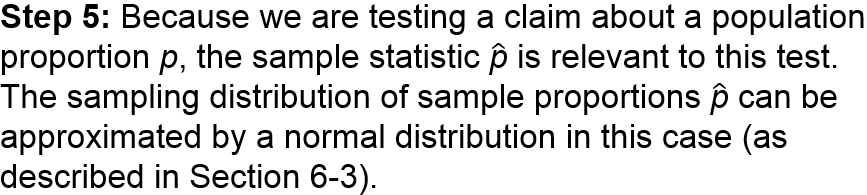 Step 5: Because we are testing a claim about a population
proportion p, the sample statistic p̂ is relevant to this test.
The sampling distribution of sample proportions p̂ can be
approximated by a normal distribution in this case (as
described in Section 6-3).